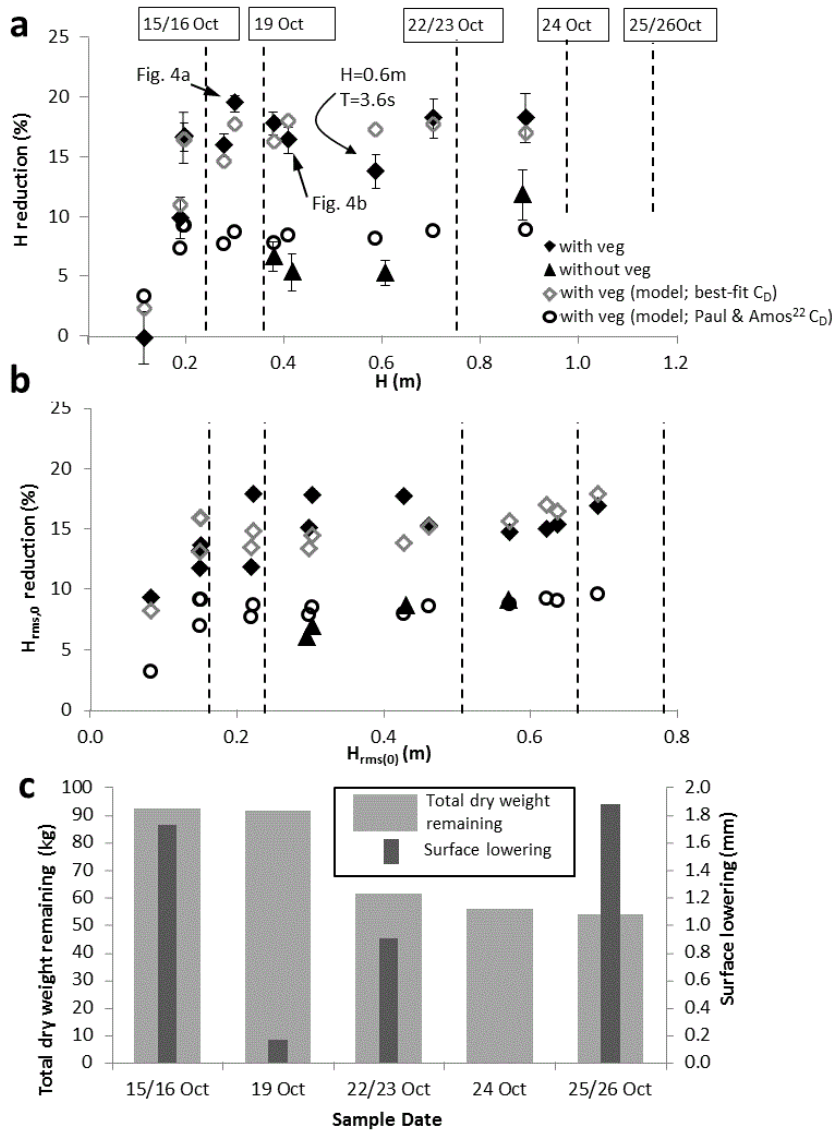 a
15/16 Oct
19 Oct
22/23 Oct
24 Oct
25/26Oct
25
20
15
10
5
0
H reduction (%)
Fig. 4a
H=0.6m
T=3.6s
Fig. 4b
with veg
without veg
with veg (model; best-fit CD)
with veg (model; Paul & Amos22 CD)
0.2
0.4
0.6
0.8
1.0
1.2
H (m)
b
25
20
15
10
5
0
Hrms,0 reduction (%)
0.0
0.2
0.4
0.6
0.8
Hrms(0) (m)
c
100
90
80
70
60
50
40
30
20
10
0
Total dry weight remaining (kg)
Total dry weight
remaining
Surface lowering
2.0
1.8
1.6
1.4
1.2
1.0
0.8
0.6
0.4
0.2
0.0
Surface lowering (mm)
15/16 Oct
19 Oct
22/23 Oct
24 Oct
25/26 Oct
Sample Date